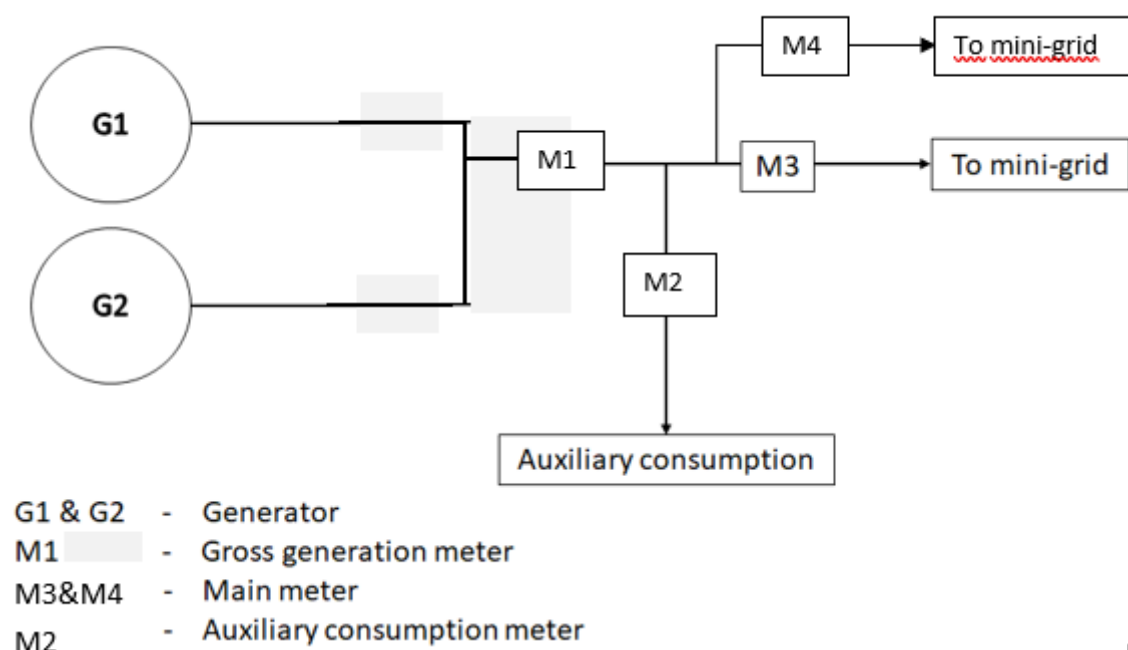 M4
To mini-grid
G1
M1
M3
To mini-grid
G2
M2
Auxiliary consumption
G1 & G2 - Generator
M1 - Gross generation meter
M3&M4 - Main meter
M2 - Auxiliary consumption meter